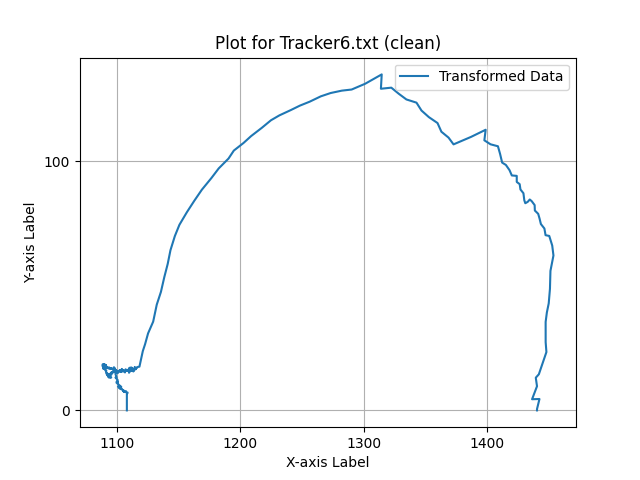 Plot for Tracker6.txt (clean)
Transformed Data
100
0
Y-axis Label
1100 1200 1300 1400
X-axis Label